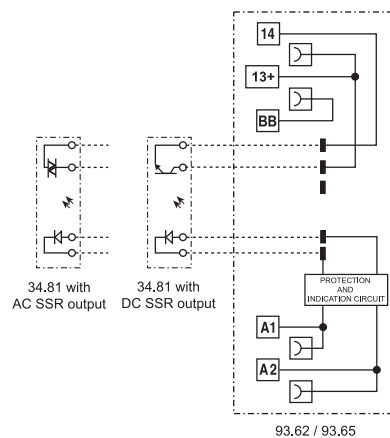 14
13+
BB
PROTECTION
AND
INDICATION CIRCUIT
34.81 with
AC SSR output
34.81 with
DC SSR output
A1
A2
93.62 / 93.65